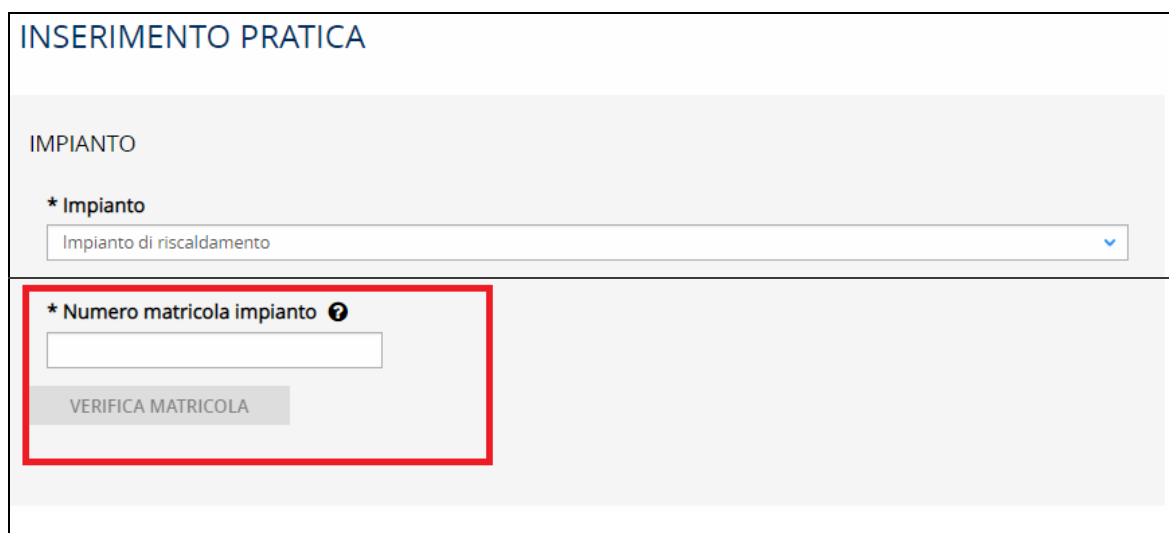 INSERIMENTO PRATICA
IMPIANTO
* Impianto
Impianto di riscaldamento
* Numero matricola impianto ?
VERIFICA MATRICOLA